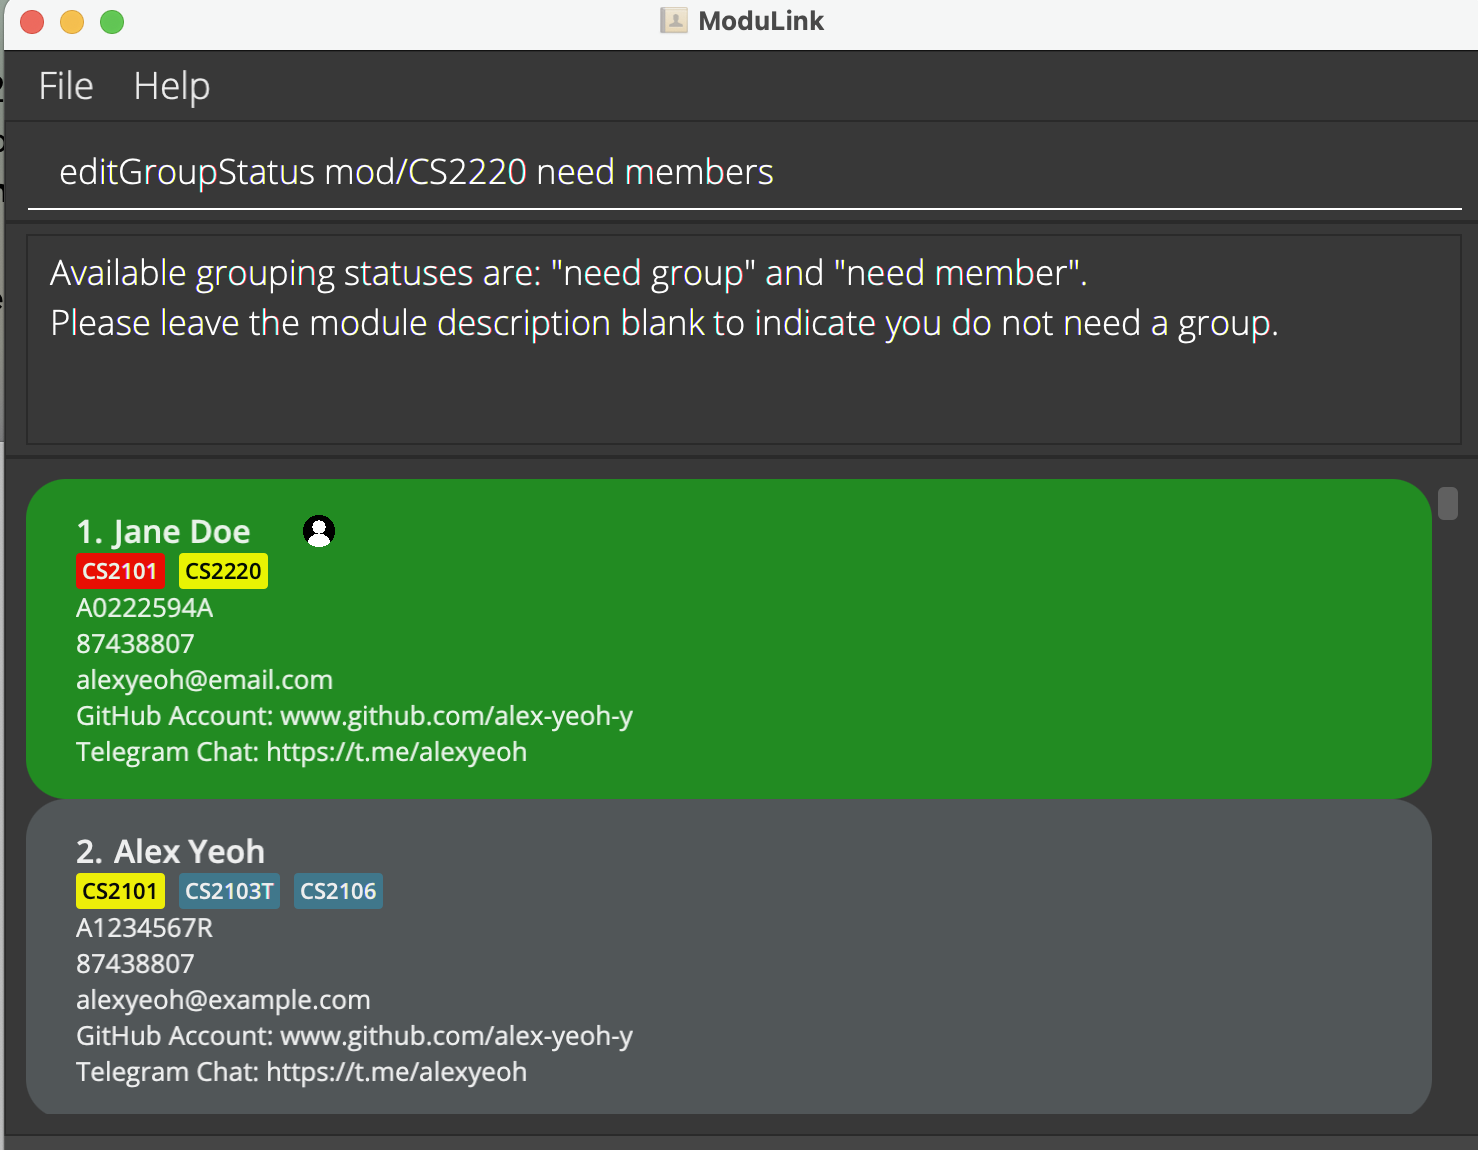 ModuLink
File Help
editGroupStatus mod/CS2220 need members
Available grouping statuses are: "need group" and "need member".
Please leave the module description blank to indicate you do not need a group.
1. Jane Doe
CS2101 CS2220
A0222594A
87438807
alexyeoh@email.com
GitHub Account: www.github.com/alex-yeoh-y
Telegram Chat: https://t.me/alexyeoh
2. Alex Yeoh
CS2101 CS2103T CS2106
A1234567R
87438807
alexyeoh@example.com
GitHub Account: www.github.com/alex-yeoh-y
Telegram Chat: https://t.me/alexyeoh